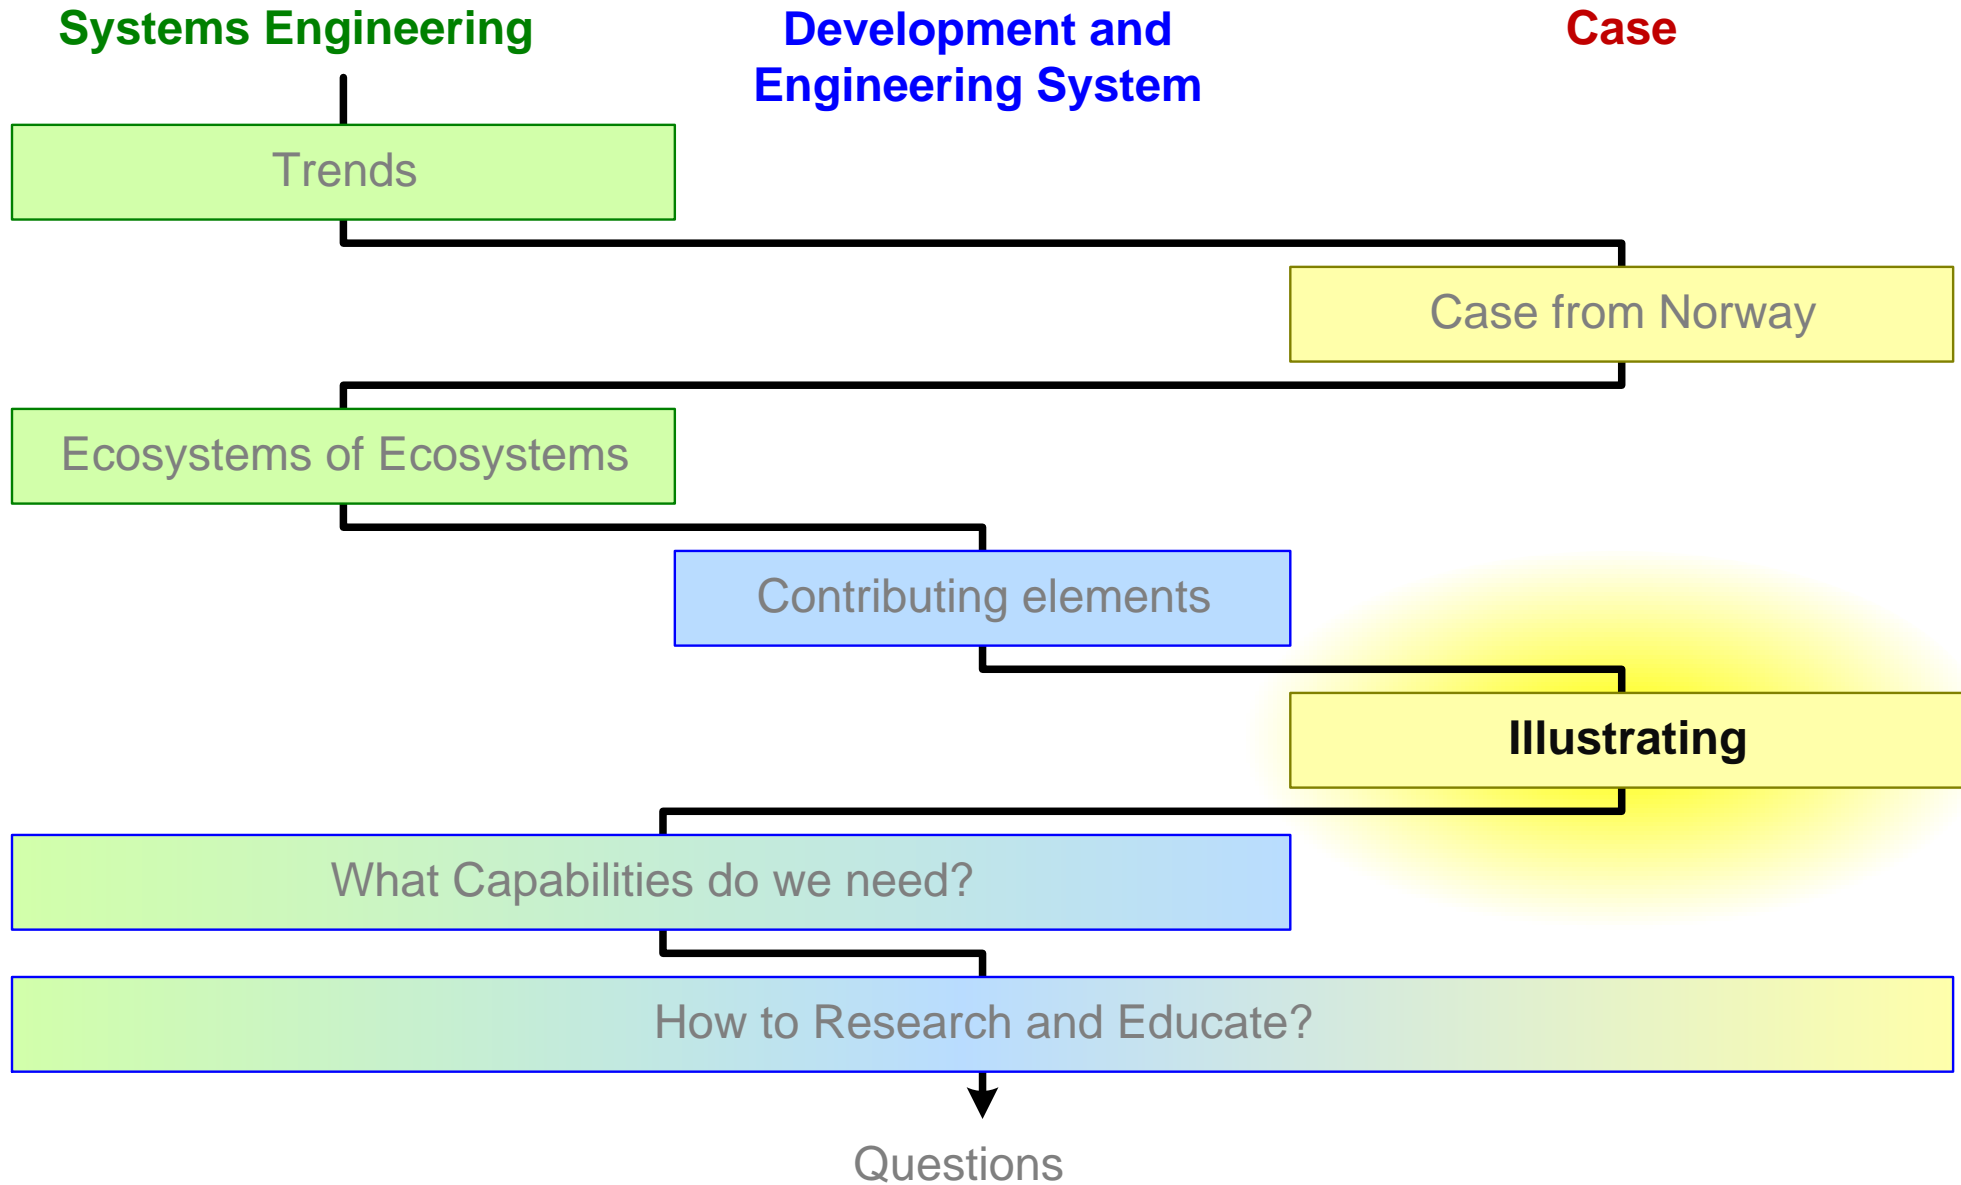 Systems Engineering
Development and
Engineering System
Case
Trends
Case from Norway
Ecosystems of Ecosystems
Contributing elements
Illustrating
What Capabilities do we need?
How to Research and Educate?
Questions